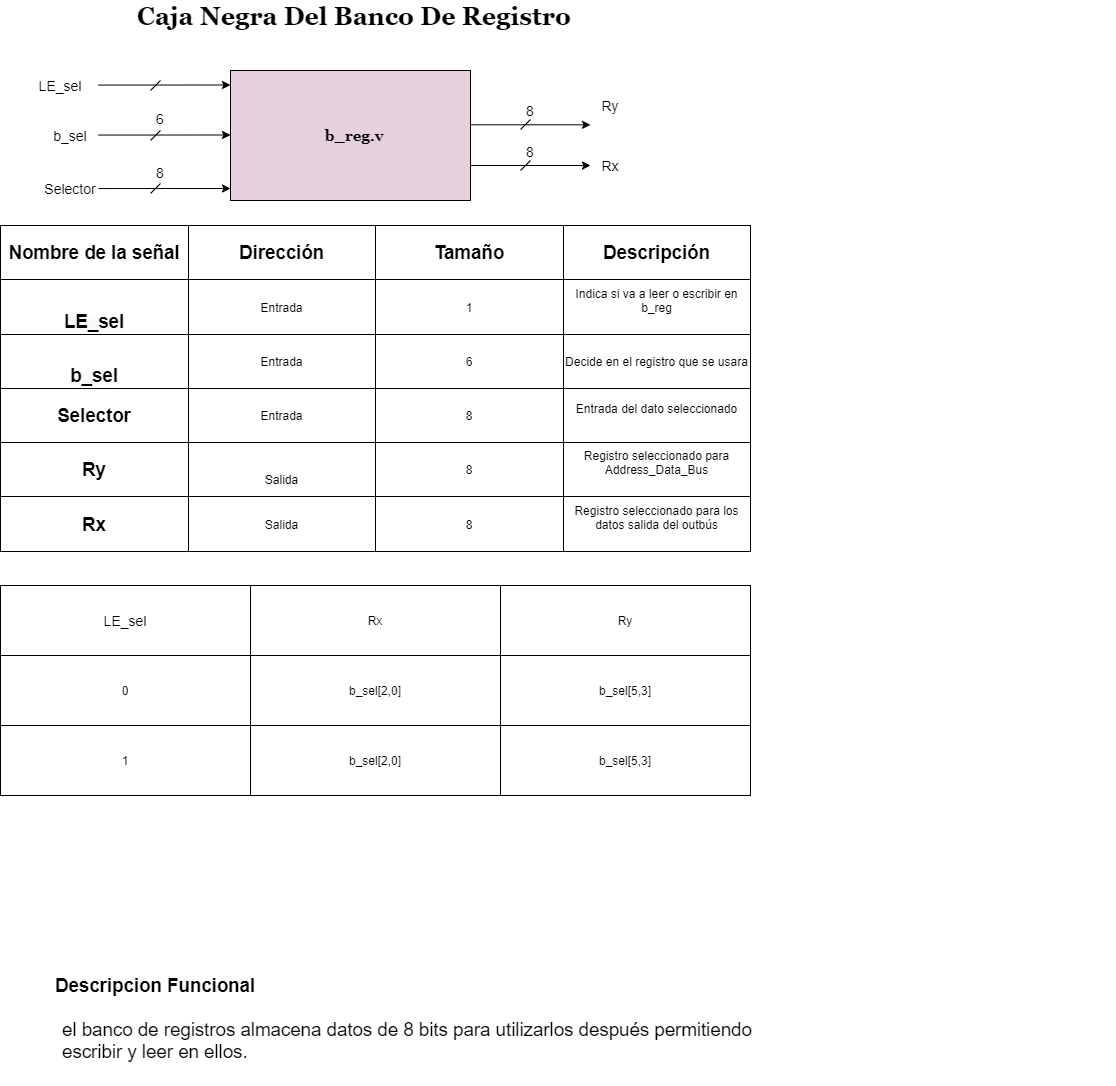 Caja Negra Del Banco De Registro
LE_sel
6
b_sel
8
Selector
b_reg.v
8
Ry
8
Rx
Nombre de la señal Dirección Tamaño Descripción
LE_sel Entrada 1 Indica si va a leer o escribir en
b_reg
b_sel Entrada 6 Decide en el registro que se usara
Selector Entrada 8 Entrada del dato seleccionado
Ry Salida 8 Registro seleccionado para
Address_Data_Bus
Rx Salida 8 Registro seleccionado para los
datos salida del outbús
LE_sel Rx Ry
0 b_sel[2,0] b_sel[5,3]
1 b_sel[2,0] b_sel[5,3]
Descripcion Funcional
el banco de registros almacena datos de 8 bits para utilizarlos después permitiendo
escribir y leer en ellos.